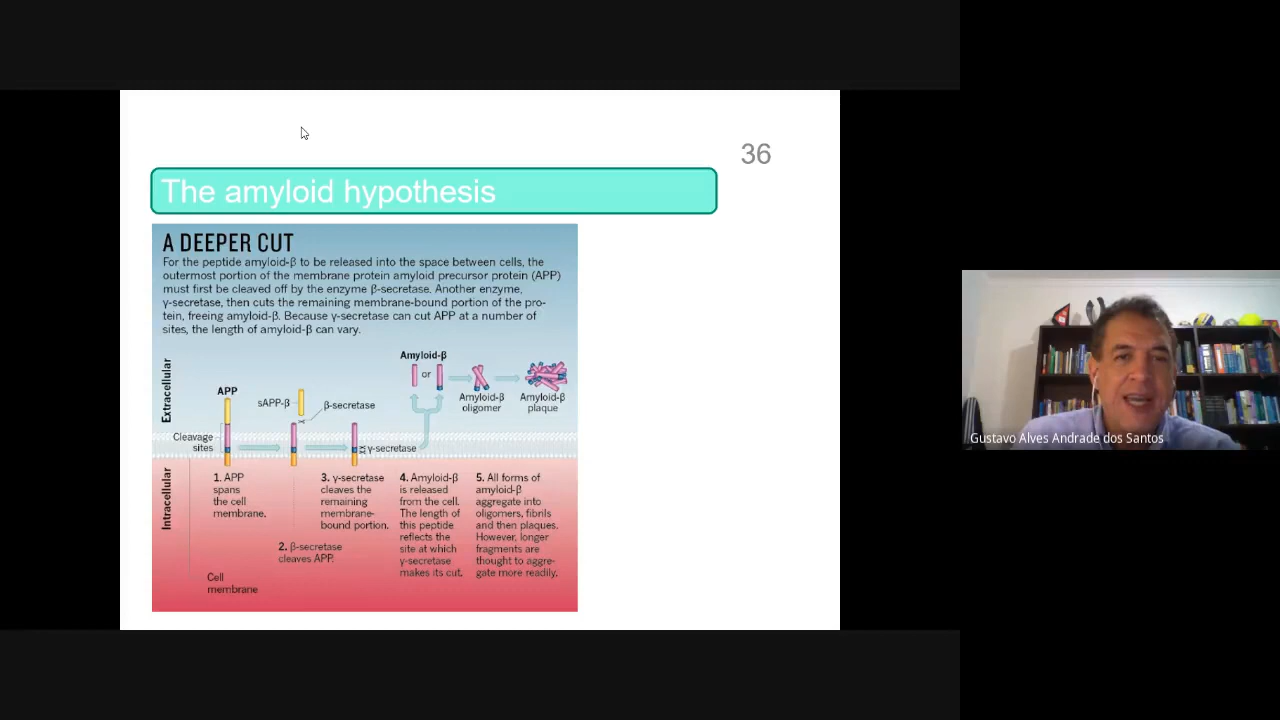 36
The amyloid hypothesis
A DEEPER CUT
For the peptide amyloid-β to be released into the space between cells, the
outermost portion of the membrane protein amyloid precursor protein (APP)
must first be cleaved off by the enzyme β-secretase. Another enzyme,
γ-secretase, then cuts the remaining membrane-bound portion of the pro-
tein, freeing amyloid-β. Because γ-secretase can cut APP at a number of
sites, the length of amyloid-β can vary.
Extracellular
Amyloid-β
or
Amyloid-β
oligomer
Amyloid-β
plaque
APP
sAPP-β
β-secretase
Cleavage
sites
γ-secretase
Intracellular
1. APP
spans
the cell
membrane.
2. β-secretase
cleaves APP.
3. γ-secretase
cleaves the
remaining
membrane-
bound portion.
4. Amyloid-β
is released
from the cell.
The length of
this peptide
reflects the
site at which
γ-secretase
makes its cut.
5. All forms of
amyloid-β
aggregate into
oligomers, fibrils
and then plaques.
However, longer
fragments are
thought to aggre-
gate more readily.
Cell
membrane
Gustavo Alves Andrade dos Santos